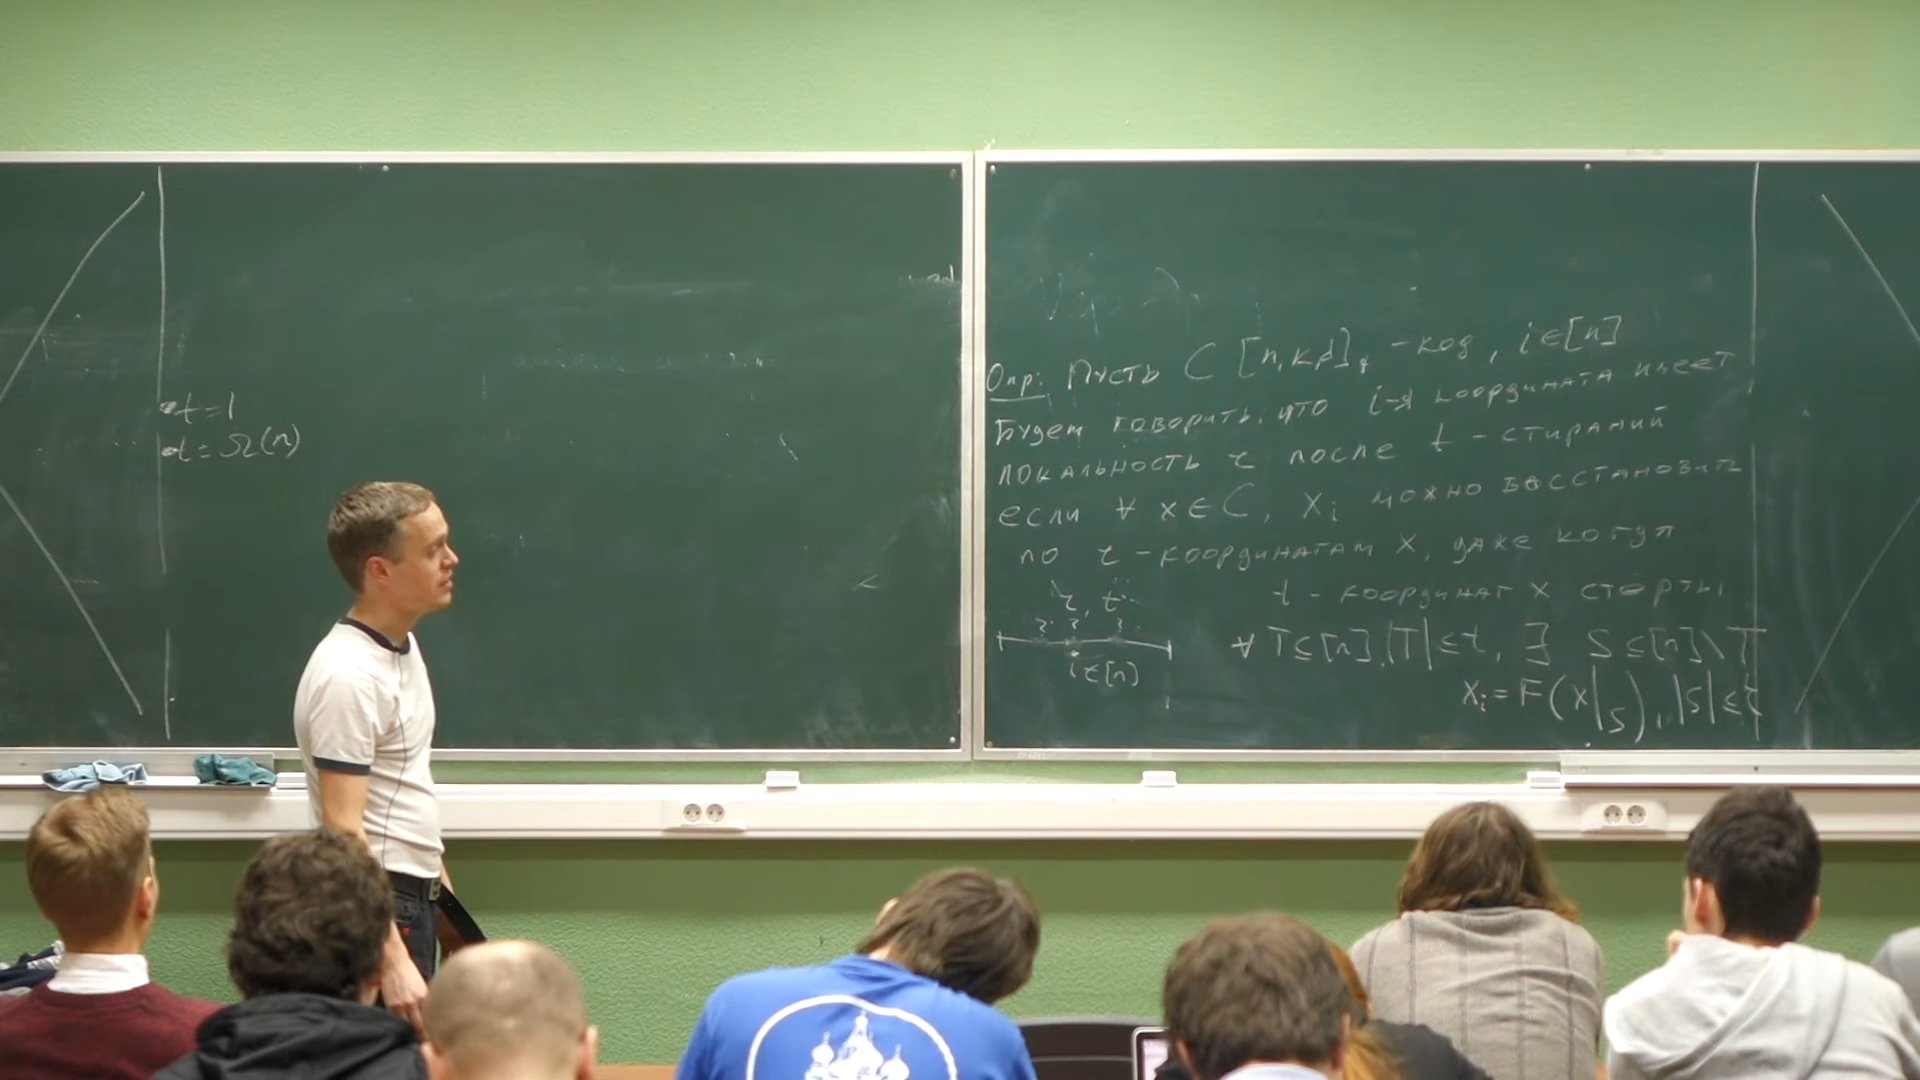 t=1
t=Ω(n)
Опр: Пусть C [n,k,d]q -код, i∈[n]
Будем говорить, что i-я координата имеет
локальность r после t - стираний
если ∀ x∈C, Xi можно восстановить
по r -координатам X, даже когда
t - координат X стёрты
r, t
i∈[n]
∀ T⊆[n], |T|≤t, ∃ S⊆[n]\T
Xi=F(x|S), |S|≤r